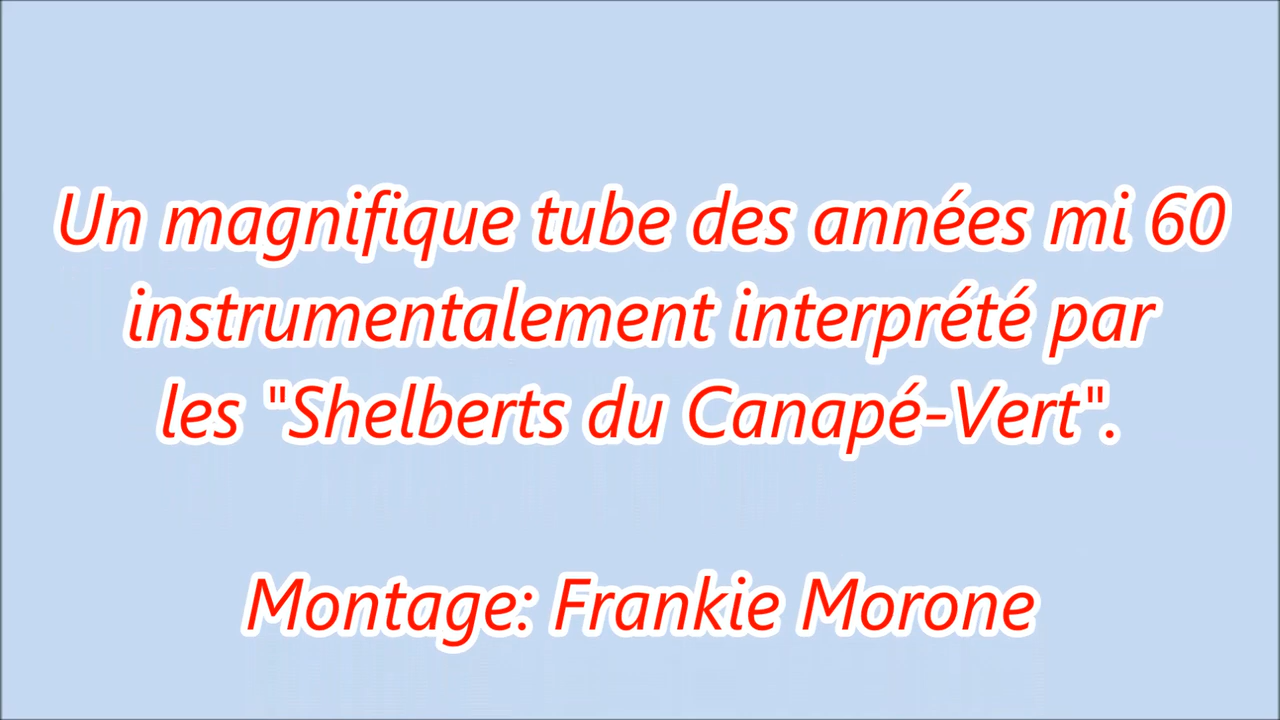 Un magnifique tube des années mi 60
instrumentalement interprété par
les "Shelberts du Canapé-Vert".
Montage: Frankie Morone